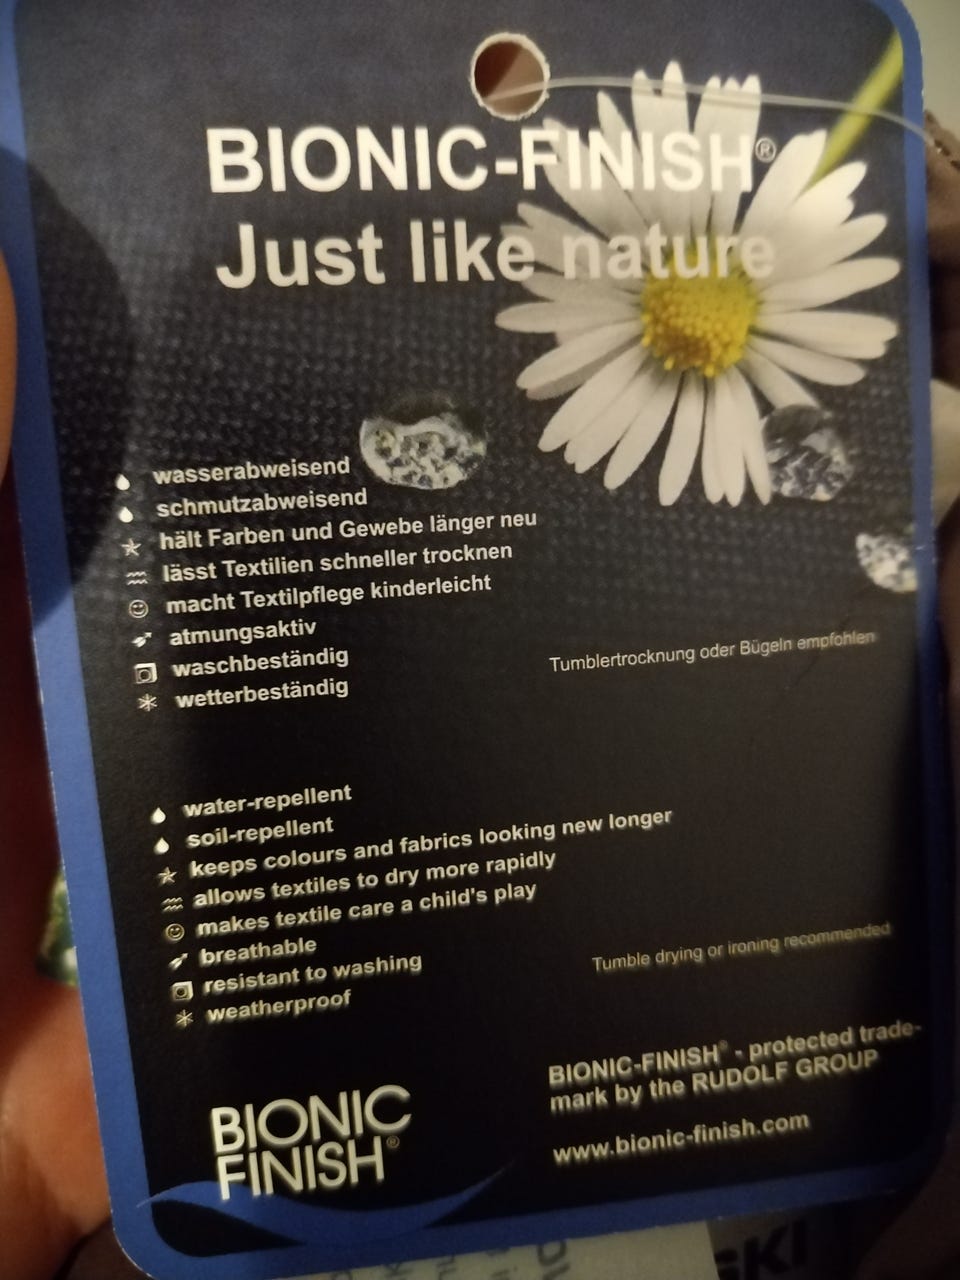 BIONIC-FINISH®
Just like nature
wasserabweisend
schmutzabweisend
hält Farben und Gewebe länger neu
lässt Textilien schneller trocknen
macht Textilpflege kinderleicht
atmungsaktiv
waschbeständig
wetterbeständig
Tumblertrocknung oder Bügeln empfohlen
water-repellent
soil-repellent
keeps colours and fabrics looking new longer
allows textiles to dry more rapidly
makes textile care a child's play
breathable
resistant to washing
weatherproof
Tumble drying or ironing recommended
BIONIC-FINISH® - protected trade-
mark by the RUDOLF GROUP
www.bionic-finish.com
BIONIC
FINISH®
SKI